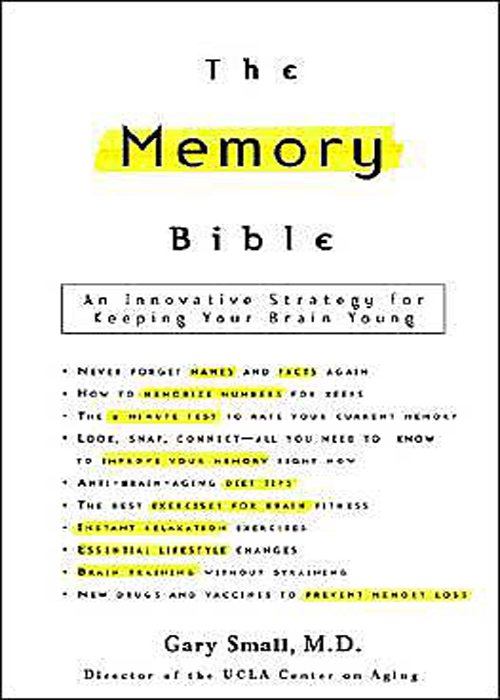 The
Memory
Bible
An Innovative Strategy for
Keeping Your Brain Young
• NEVER FORGET NAMES AND FACTS AGAIN
• HOW TO MEMORIZE NUMBERS FOR KEEPS
• THE 6 MINUTE TEST TO RATE YOUR CURRENT MEMORY
• LOOK, SNAP, CONNECT—ALL YOU NEED TO KNOW
TO IMPROVE YOUR MEMORY RIGHT NOW
• ANTI-BRAIN-AGING DIET TIPS
• THE BEST EXERCISES FOR BRAIN FITNESS
• INSTANT RELAXATION EXERCISES
• ESSENTIAL LIFESTYLE CHANGES
• BRAIN TRAINING WITHOUT STRAINING
• NEW DRUGS AND VACCINES TO PREVENT MEMORY LOSS
Gary Small, M.D.
Director of the UCLA Center on Aging